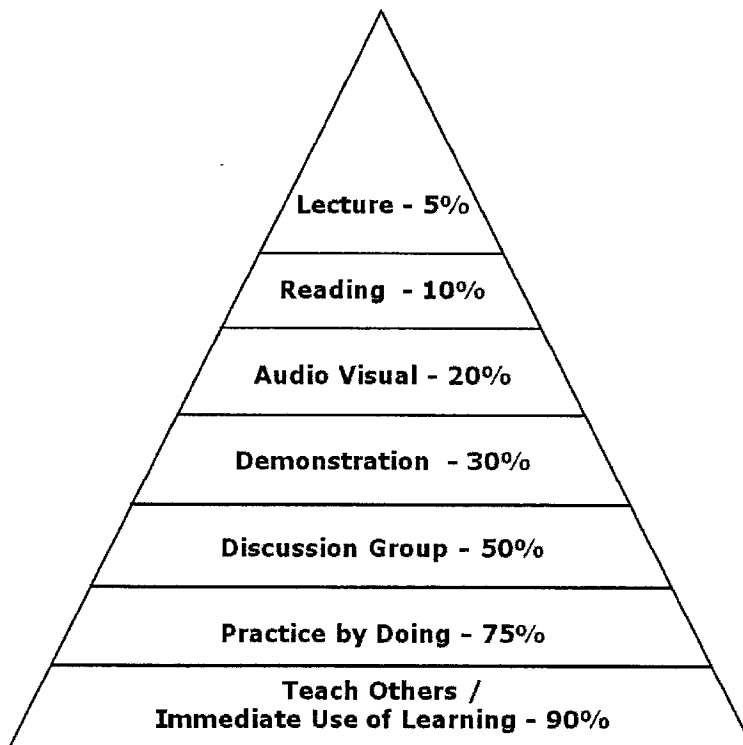 Lecture - 5%
Reading - 10%
Audio Visual - 20%
Demonstration - 30%
Discussion Group - 50%
Practice by Doing - 75%
Teach Others /
Immediate Use of Learning - 90%